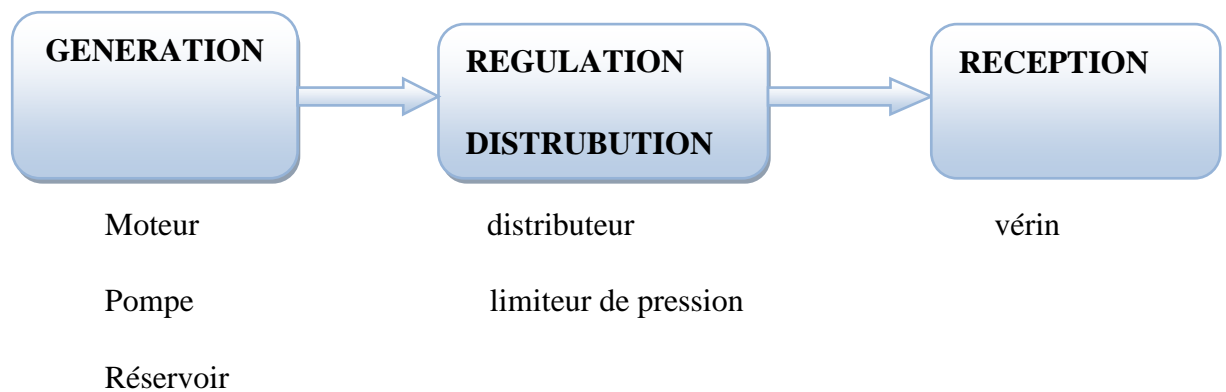 GENERATION
REGULATION
DISTRUBUTION
RECEPTION
Moteur
distributeur
vérin
Pompe
limiteur de pression
Réservoir